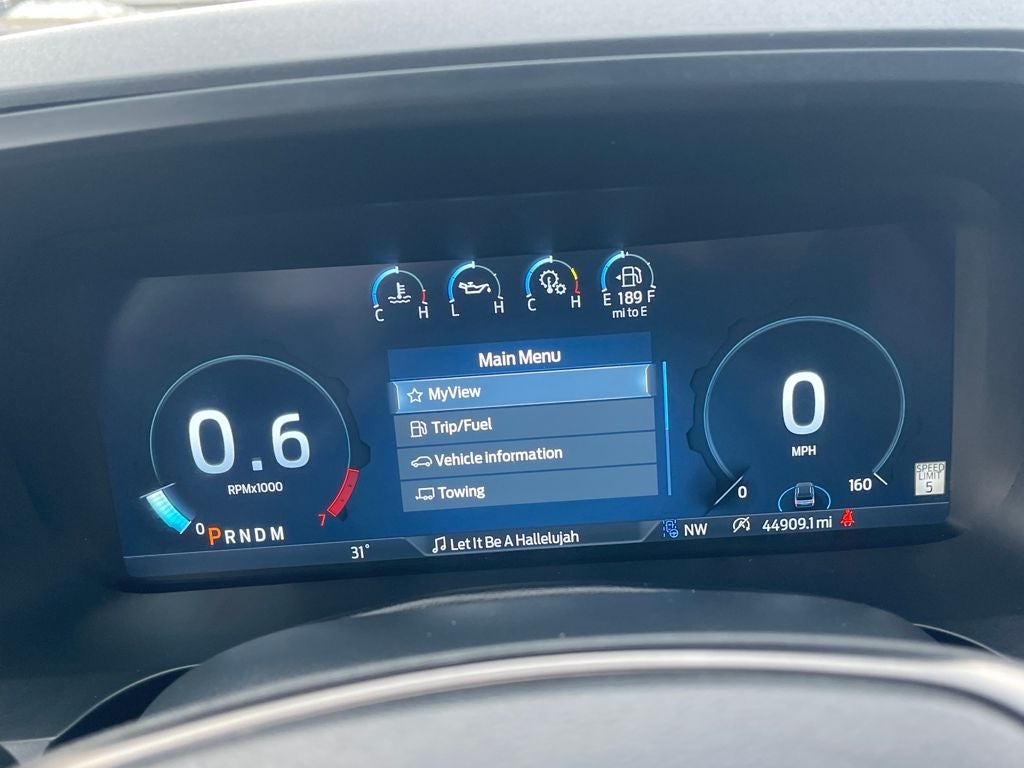 C H
L H
C H
E 189 F
mi to E
Main Menu
MyView
Trip/Fuel
Vehicle information
Towing
0.6
RPMx1000
0
7
PRNDM
0
MPH
0
160
SPEED
LIMIT
5
31°
Let It Be A Hallelujah
NW
44909.1 mi